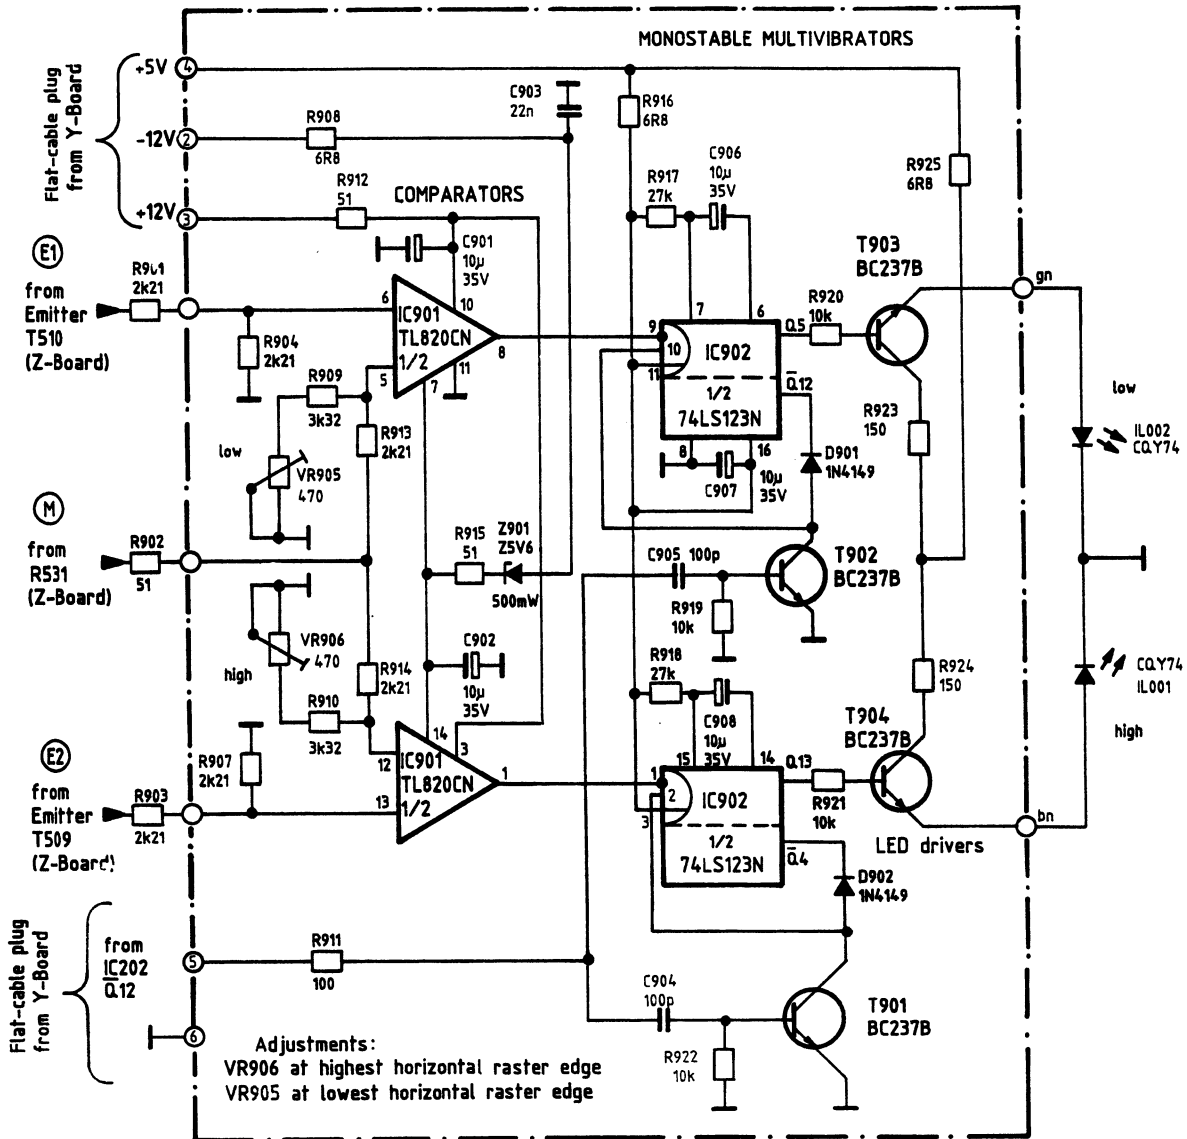 MONOSTABLE MULTIVIBRATORS
Flat-cable plug
from Y-Board
+5V
4
-12V
2
+12V
3
R908
6R8
C903
22n
R916
6R8
R912
51
COMPARATORS
R917
27k
C906
10µ
35V
R925
6R8
E1
from
Emitter
T510
(Z-Board)
R901
2k21
C901
10µ
35V
6
10
IC901
TL820CN
1/2
5
7
11
8
R904
2k21
R909
3k32
R913
2k21
low
VR905
470
7
6
9
10
11
IC902
1/2
74LS123N
8
16
Q5
Q̅12
R920
10k
T903
BC237B
gn
R923
150
low
IL002
CQY74
D901
1N4149
C907
10µ
35V
M
from
R531
(Z-Board)
R902
51
R915
51
Z901
Z5V6
500mW
C905
100p
T902
BC237B
R919
10k
VR906
470
high
R914
2k21
C902
10µ
35V
R918
27k
C908
10µ
35V
R924
150
CQY74
IL001
high
R910
3k32
R907
2k21
E2
from
Emitter
T509
(Z-Board)
R903
2k21
14
3
12
13
IC901
TL820CN
1/2
1
15
14
1
2
3
IC902
1/2
74LS123N
Q13
Q̅4
R921
10k
T904
BC237B
bn
LED drivers
D902
1N4149
Flat-cable plug
from Y-Board
from
IC202
Q̅12
5
6
R911
100
C904
100p
T901
BC237B
R922
10k
Adjustments:
VR906 at highest horizontal raster edge
VR905 at lowest horizontal raster edge